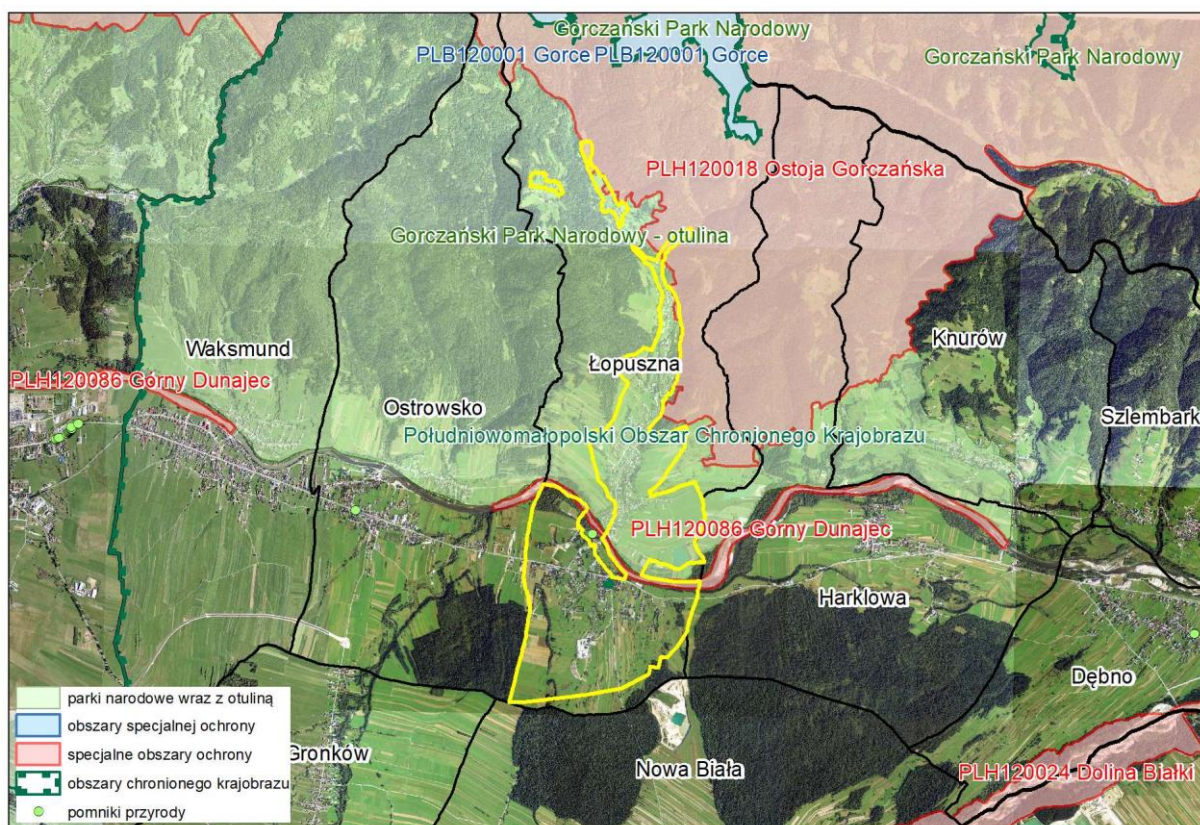 Gorczański Park Narodowy
PLB120001 Gorce PLB120001 Gorce
Gorczański Park Narodowy
PLH120018 Ostoja Gorczańska
Gorczański Park Narodowy - otulina
Waksmund
Łopuszna
Knurów
PLH120086 Górny Dunajec
Ostrowsko
Szlembark
Południowomałopolski Obszar Chronionego Krajobrazu
PLH120086 Górny Dunajec
Harklowa
Dębno
Gronków
Nowa Biała
PLH120024 Dolina Białki
parki narodowe wraz z otuliną
obszary specjalnej ochrony
specjalne obszary ochrony
obszary chronionego krajobrazu
pomniki przyrody